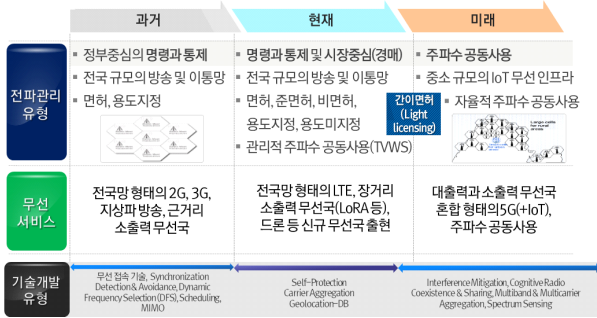 과거
현재
미래
전파관리
유형
정부중심의 명령과 통제
전국 규모의 방송 및 이통망
면허, 용도지정
명령과 통제 및 시장중심(경매)
전국 규모의 방송 및 이통망
면허, 준면허, 비면허,
용도지정, 용도미지정
관리적 주파수 공동사용(TVWS)
간이면허
(Light
licensing)
주파수 공동사용
중소 규모의 IoT 무선 인프라
자율적 주파수 공동사용
Large cells
for rural
areas
무선
서비스
전국망 형태의 2G, 3G,
지상파 방송, 근거리
소출력 무선국
전국망 형태의 LTE, 장거리
소출력 무선국(LoRA 등),
드론 등 신규 무선국 출현
대출력과 소출력 무선국
혼합 형태의 5G(+IoT),
주파수 공동사용
기술개발
유형
무선 접속 기술, Synchronization
Detection & Avoidance, Dynamic
Frequency Selection (DFS), Scheduling,
MIMO
Self-Protection
Carrier Aggregation
Geolocation-DB
Interference Mitigation, Cognitive Radio
Coexistence & Sharing, Multiband & Multicarrier
Aggregation, Spectrum Sensing